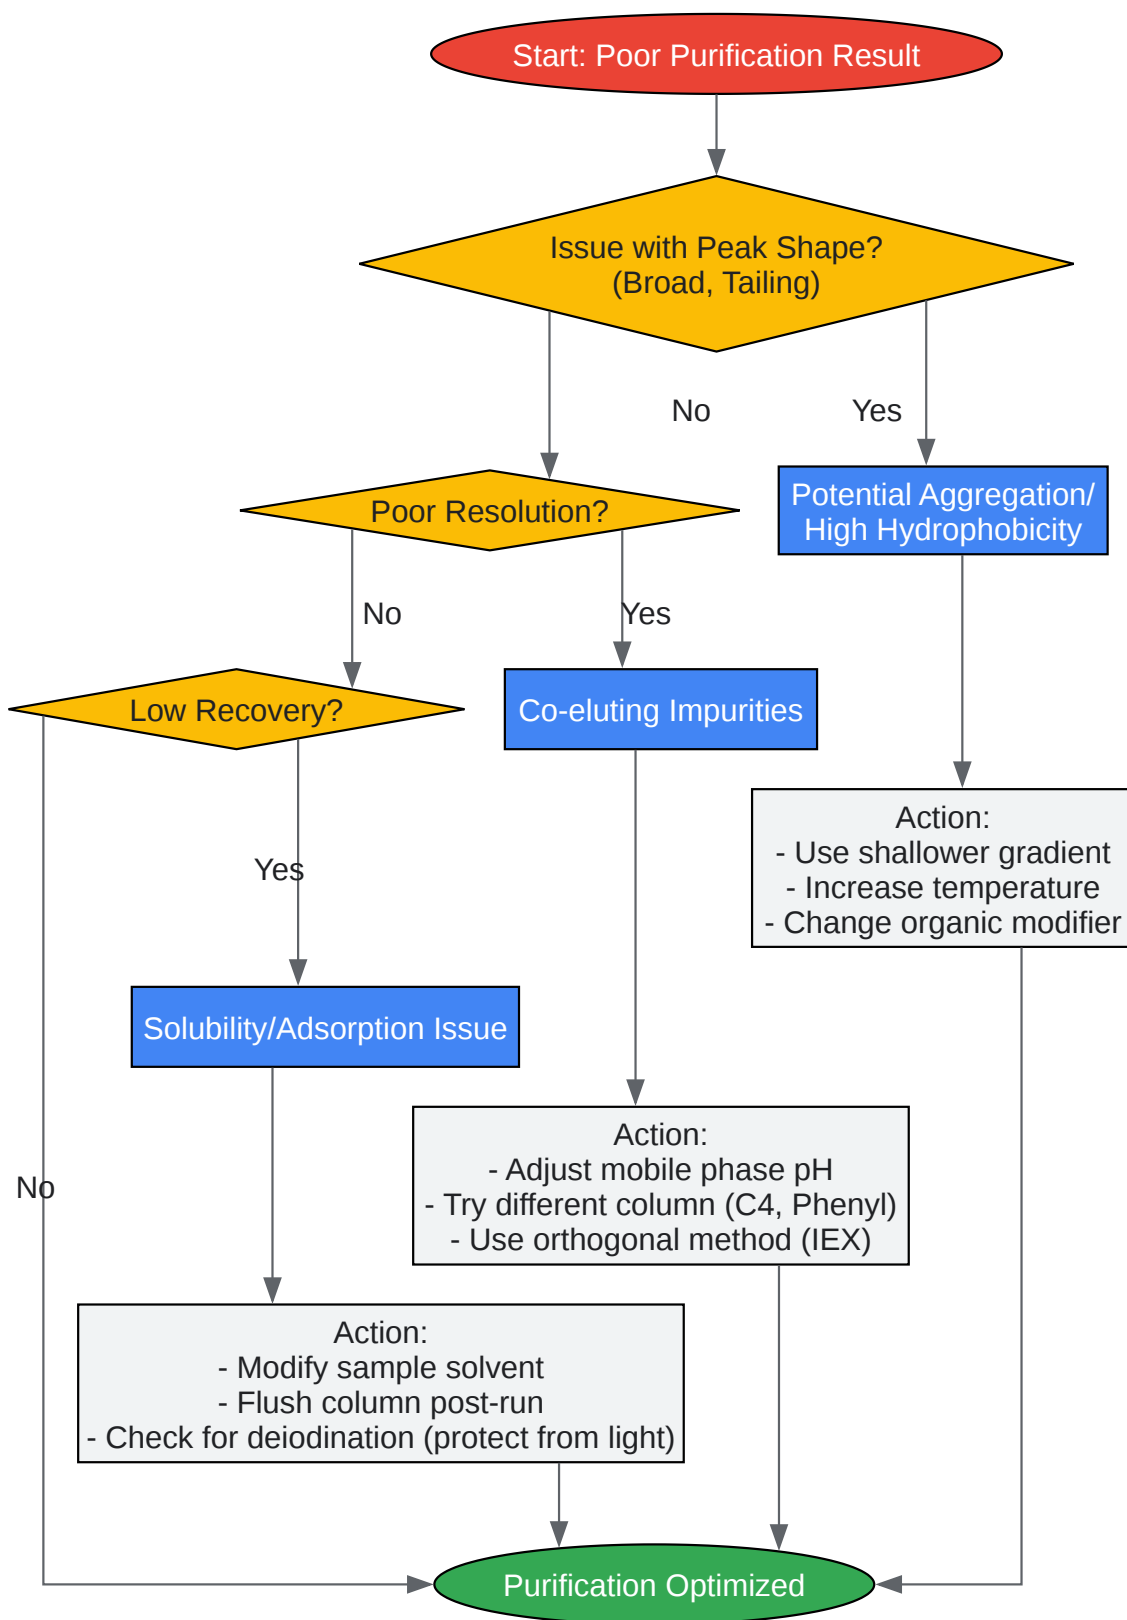 Start: Poor Purification Result
Issue with Peak Shape?
(Broad, Tailing)
No
Yes
Poor Resolution?
Potential Aggregation/
High Hydrophobicity
No
Yes
Low Recovery?
Co-eluting Impurities
Action:
- Use shallower gradient
- Increase temperature
- Change organic modifier
Yes
Solubility/Adsorption Issue
Action:
- Adjust mobile phase pH
- Try different column (C4, Phenyl)
- Use orthogonal method (IEX)
No
Action:
- Modify sample solvent
- Flush column post-run
- Check for deiodination (protect from light)
Purification Optimized